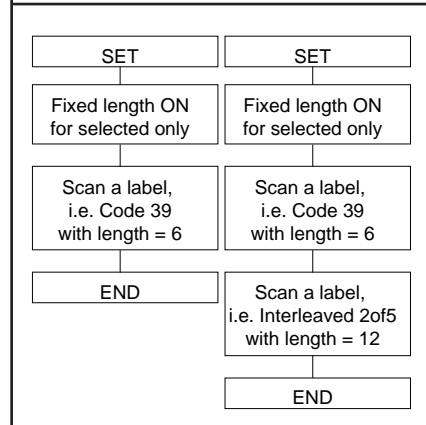 SET
Fixed length ON
for selected only
Scan a label,
i.e. Code 39
with length = 6
END
SET
Fixed length ON
for selected only
Scan a label,
i.e. Code 39
with length = 6
Scan a label,
i.e. Interleaved 2of5
with length = 12
END